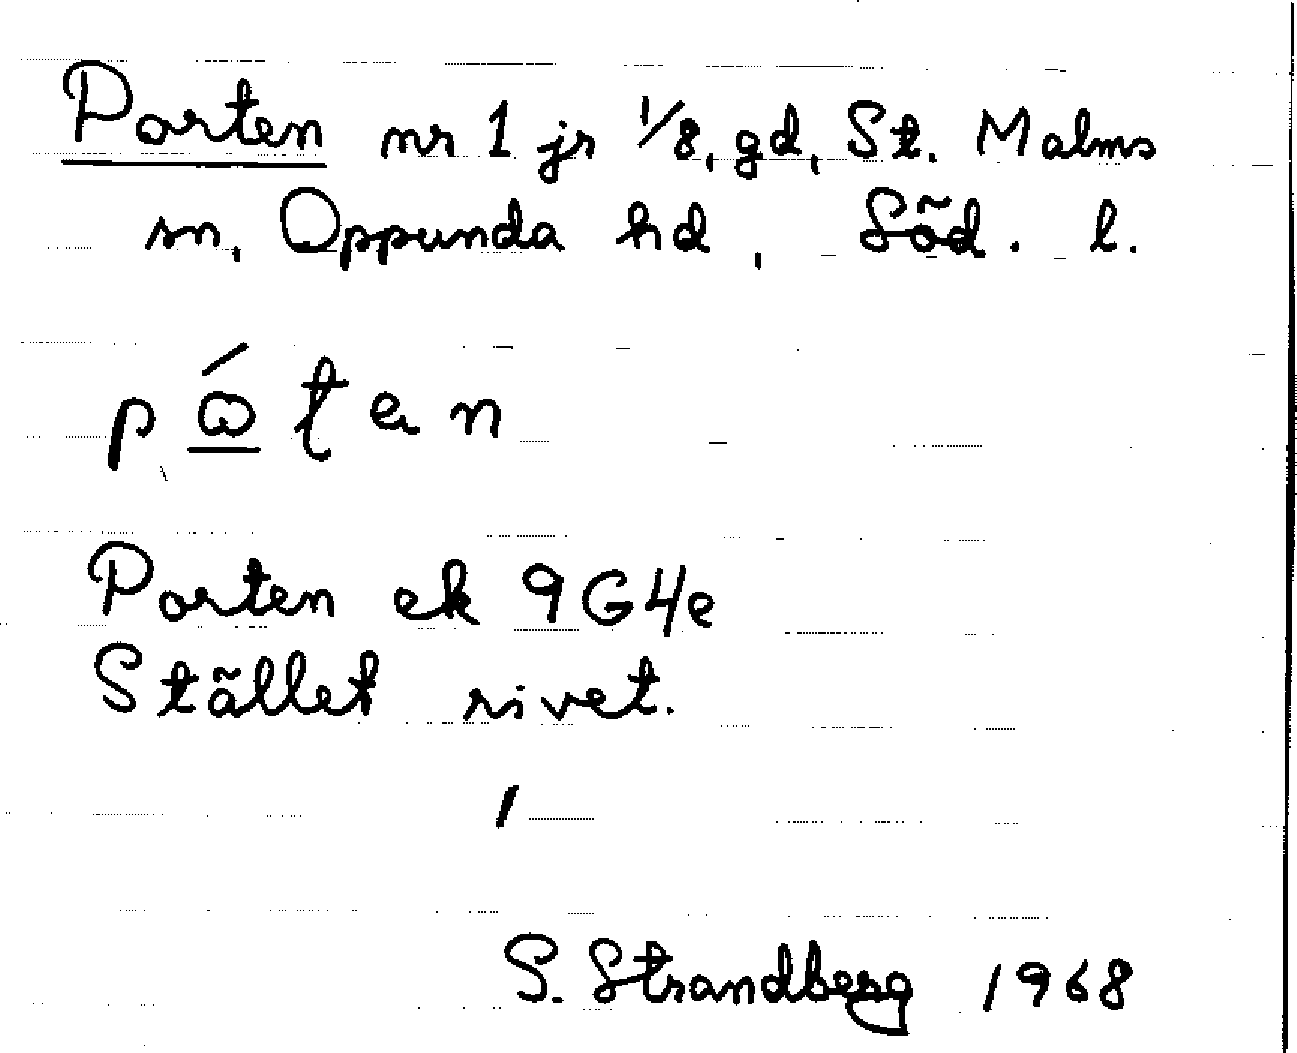 Porten nr 1 jr 1/8, gd, St. Malms
sn, Oppunda hd, Söd. l.
Porten ek 9G4e
Stället rivet.
S. Strandberg 1968